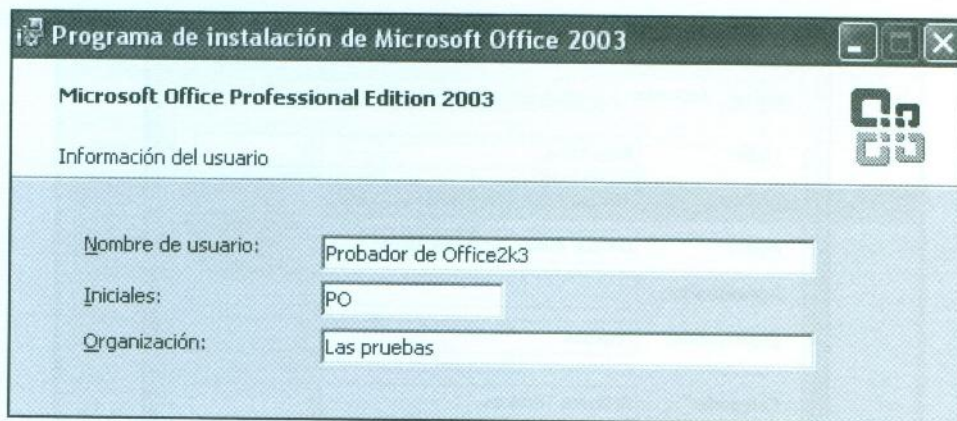 Programa de instalación de Microsoft Office 2003
Microsoft Office Professional Edition 2003
Información del usuario
Nombre de usuario: Probador de Office2k3
Iniciales: PO
Organización: Las pruebas